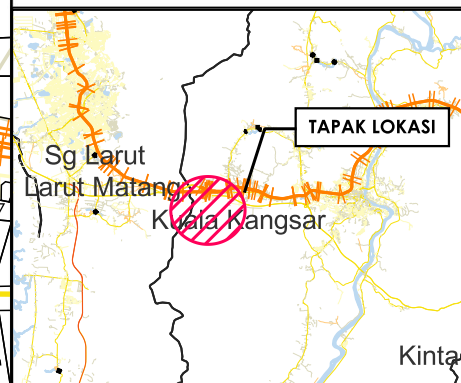 TAPAK LOKASI
Sg Larut
Larut Matang
Kuala Kangsar
Kinta